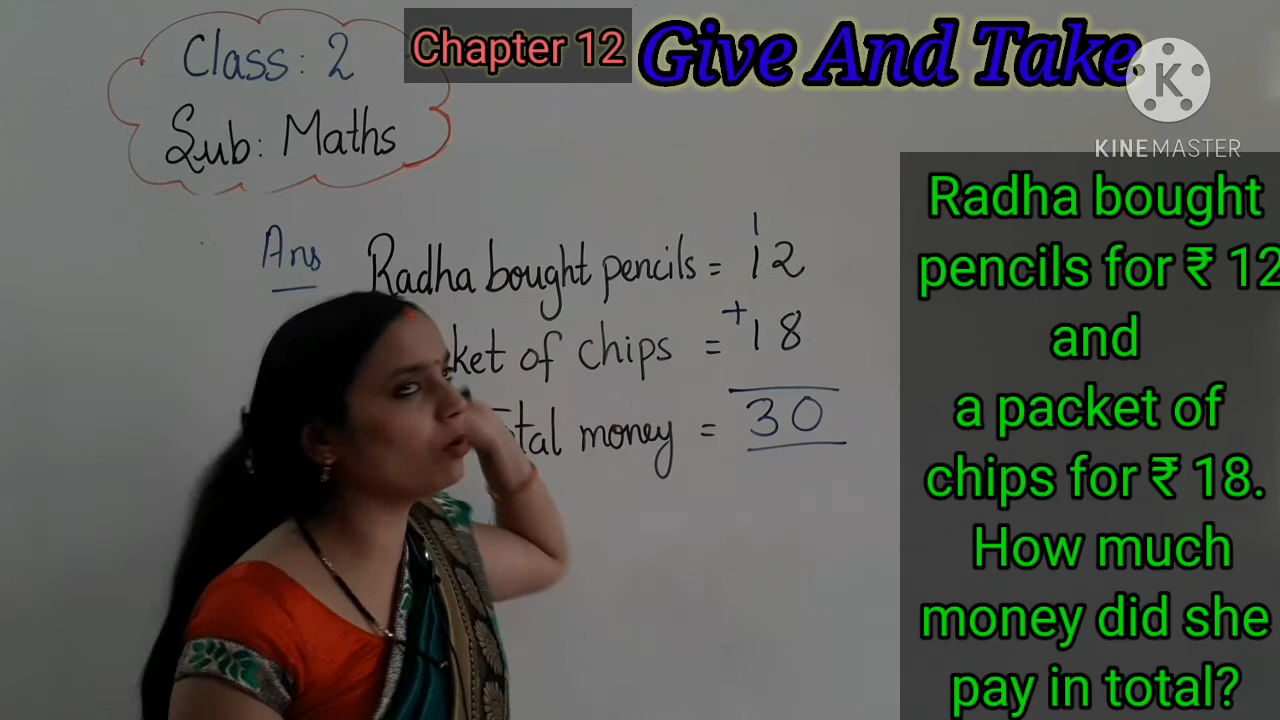 Class: 2
Sub: Maths
Chapter 12
Give And Take
KINEMASTER
Ans Radha bought pencils = 12
1
+
of chips = 18
money = 30
Radha bought
pencils for ₹ 12
and
a packet of
chips for ₹ 18.
How much
money did she
pay in total?